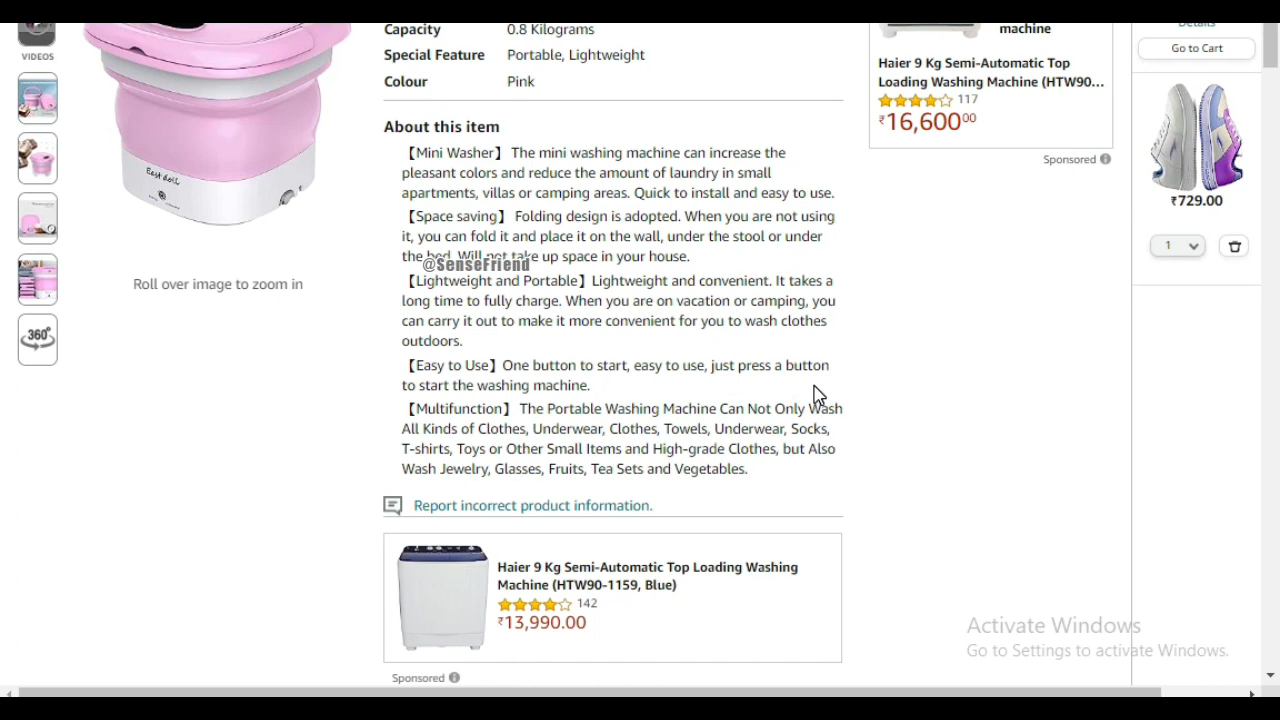 VIDEOS
Roll over image to zoom in
Capacity 0.8 Kilograms
Special Feature Portable, Lightweight
Colour Pink
About this item
【Mini Washer】 The mini washing machine can increase the
pleasant colors and reduce the amount of laundry in small
apartments, villas or camping areas. Quick to install and easy to use.
【Space saving】 Folding design is adopted. When you are not using
it, you can fold it and place it on the wall, under the stool or under
the bed. Will not take up space in your house.
@SenseFriend
【Lightweight and Portable】Lightweight and convenient. It takes a
long time to fully charge. When you are on vacation or camping, you
can carry it out to make it more convenient for you to wash clothes
outdoors.
【Easy to Use】One button to start, easy to use, just press a button
to start the washing machine.
【Multifunction】 The Portable Washing Machine Can Not Only Wash
All Kinds of Clothes, Underwear, Clothes, Towels, Underwear, Socks,
T-shirts, Toys or Other Small Items and High-grade Clothes, but Also
Wash Jewelry, Glasses, Fruits, Tea Sets and Vegetables.
Report incorrect product information.
Haier 9 Kg Semi-Automatic Top Loading Washing
Machine (HTW90-1159, Blue)
142
₹13,990.00
Sponsored
machine
Haier 9 Kg Semi-Automatic Top
Loading Washing Machine (HTW90...
117
₹16,60000
Sponsored
Details
Go to Cart
₹729.00
1
360°
Activate Windows
Go to Settings to activate Windows.